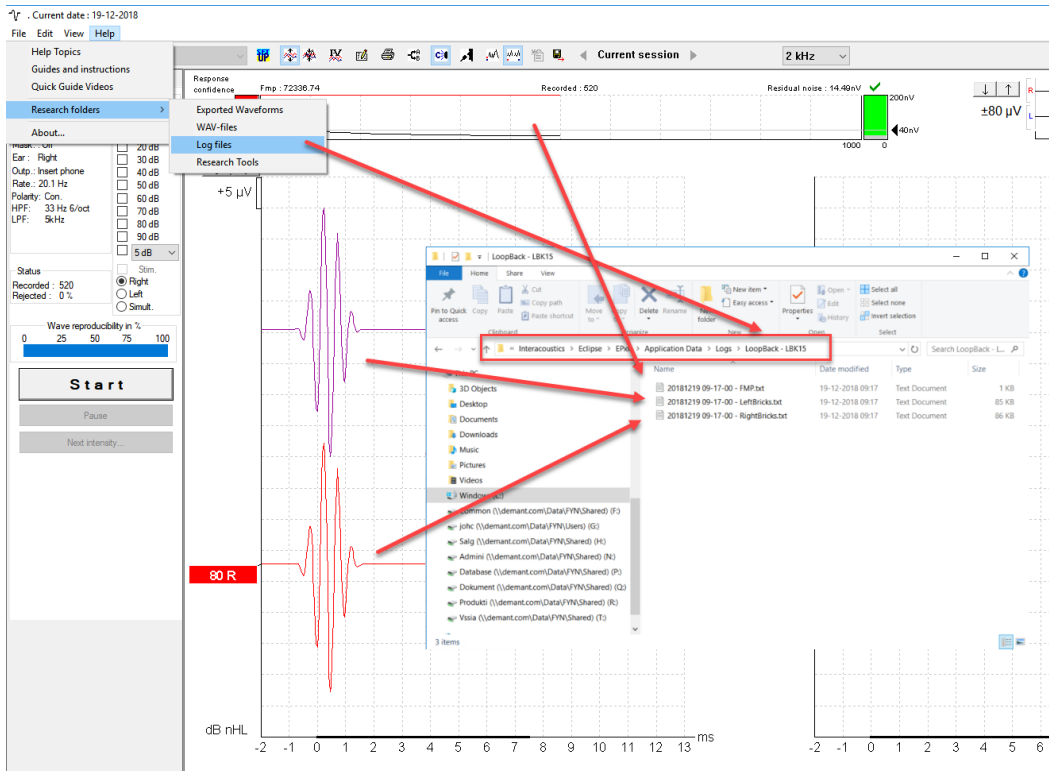 . Current date : 19-12-2018
File Edit View Help
Help Topics
Guides and instructions
Quick Guide Videos
Research folders
About...
Exported Waveforms
WAV-files
Log files
Research Tools
Current session
2 kHz
Response
confidence
Fmp : 72336.74
Recorded : 520
Residual noise : 14.49nV
200nV
40nV
1000 0
±80 µV
R
L
Ear : Right
Outp.: Insert phone
Rate.: 20.1 Hz
Polarity: Con.
HPF: 33 Hz 6/oct
LPF: 5kHz
20 dB
30 dB
40 dB
50 dB
60 dB
70 dB
80 dB
90 dB
5 dB
Status
Recorded : 520
Rejected : 0 %
Stim.
Right
Left
Simult.
Wave reproducibility in %
0 25 50 75 100
Start
Pause
Next intensity...
+5 µV
80 R
dB nHL
-2 -1 0 1 2 3 4 5 6 7 8 9 10 11 12 13 ms
-2 -1 0 1 2 3 4 5 6
LoopBack - LBK15
File Home Share View
Pin to Quick access
Copy
Paste
Cut
Copy path
Paste shortcut
Move to
Delete
Rename
New folder
New item
Easy access
Properties
Open
Edit
History
Select all
Select none
Invert selection
Clipboard
Open
Select
Interacoustics > Eclipse > > Application Data > Logs > LoopBack - LBK15
Search LoopBack - L...
Name Date modified Type Size
20181219 09-17-00 - FMP.txt 19-12-2018 09:17 Text Document 1 KB
20181219 09-17-00 - LeftBricks.txt 19-12-2018 09:17 Text Document 85 KB
20181219 09-17-00 - RightBricks.txt 19-12-2018 09:17 Text Document 86 KB
3D Objects
Desktop
Documents
Downloads
Music
Pictures
Videos
Common (\\demant.com\Data\FYN\Shared) (F:)
johc (\\demant.com\Data\FYN\Users) (G:)
Salg (\\demant.com\Data\FYN\Shared) (H:)
Admini (\\demant.com\Data\FYN\Shared) (N:)
Database (\\demant.com\Data\FYN\Shared) (P:)
Dokument (\\demant.com\Data\FYN\Shared) (Q:)
Produkti (\\demant.com\Data\FYN\Shared) (R:)
Vssia (\\demant.com\Data\FYN\Shared) (T:)
3 items